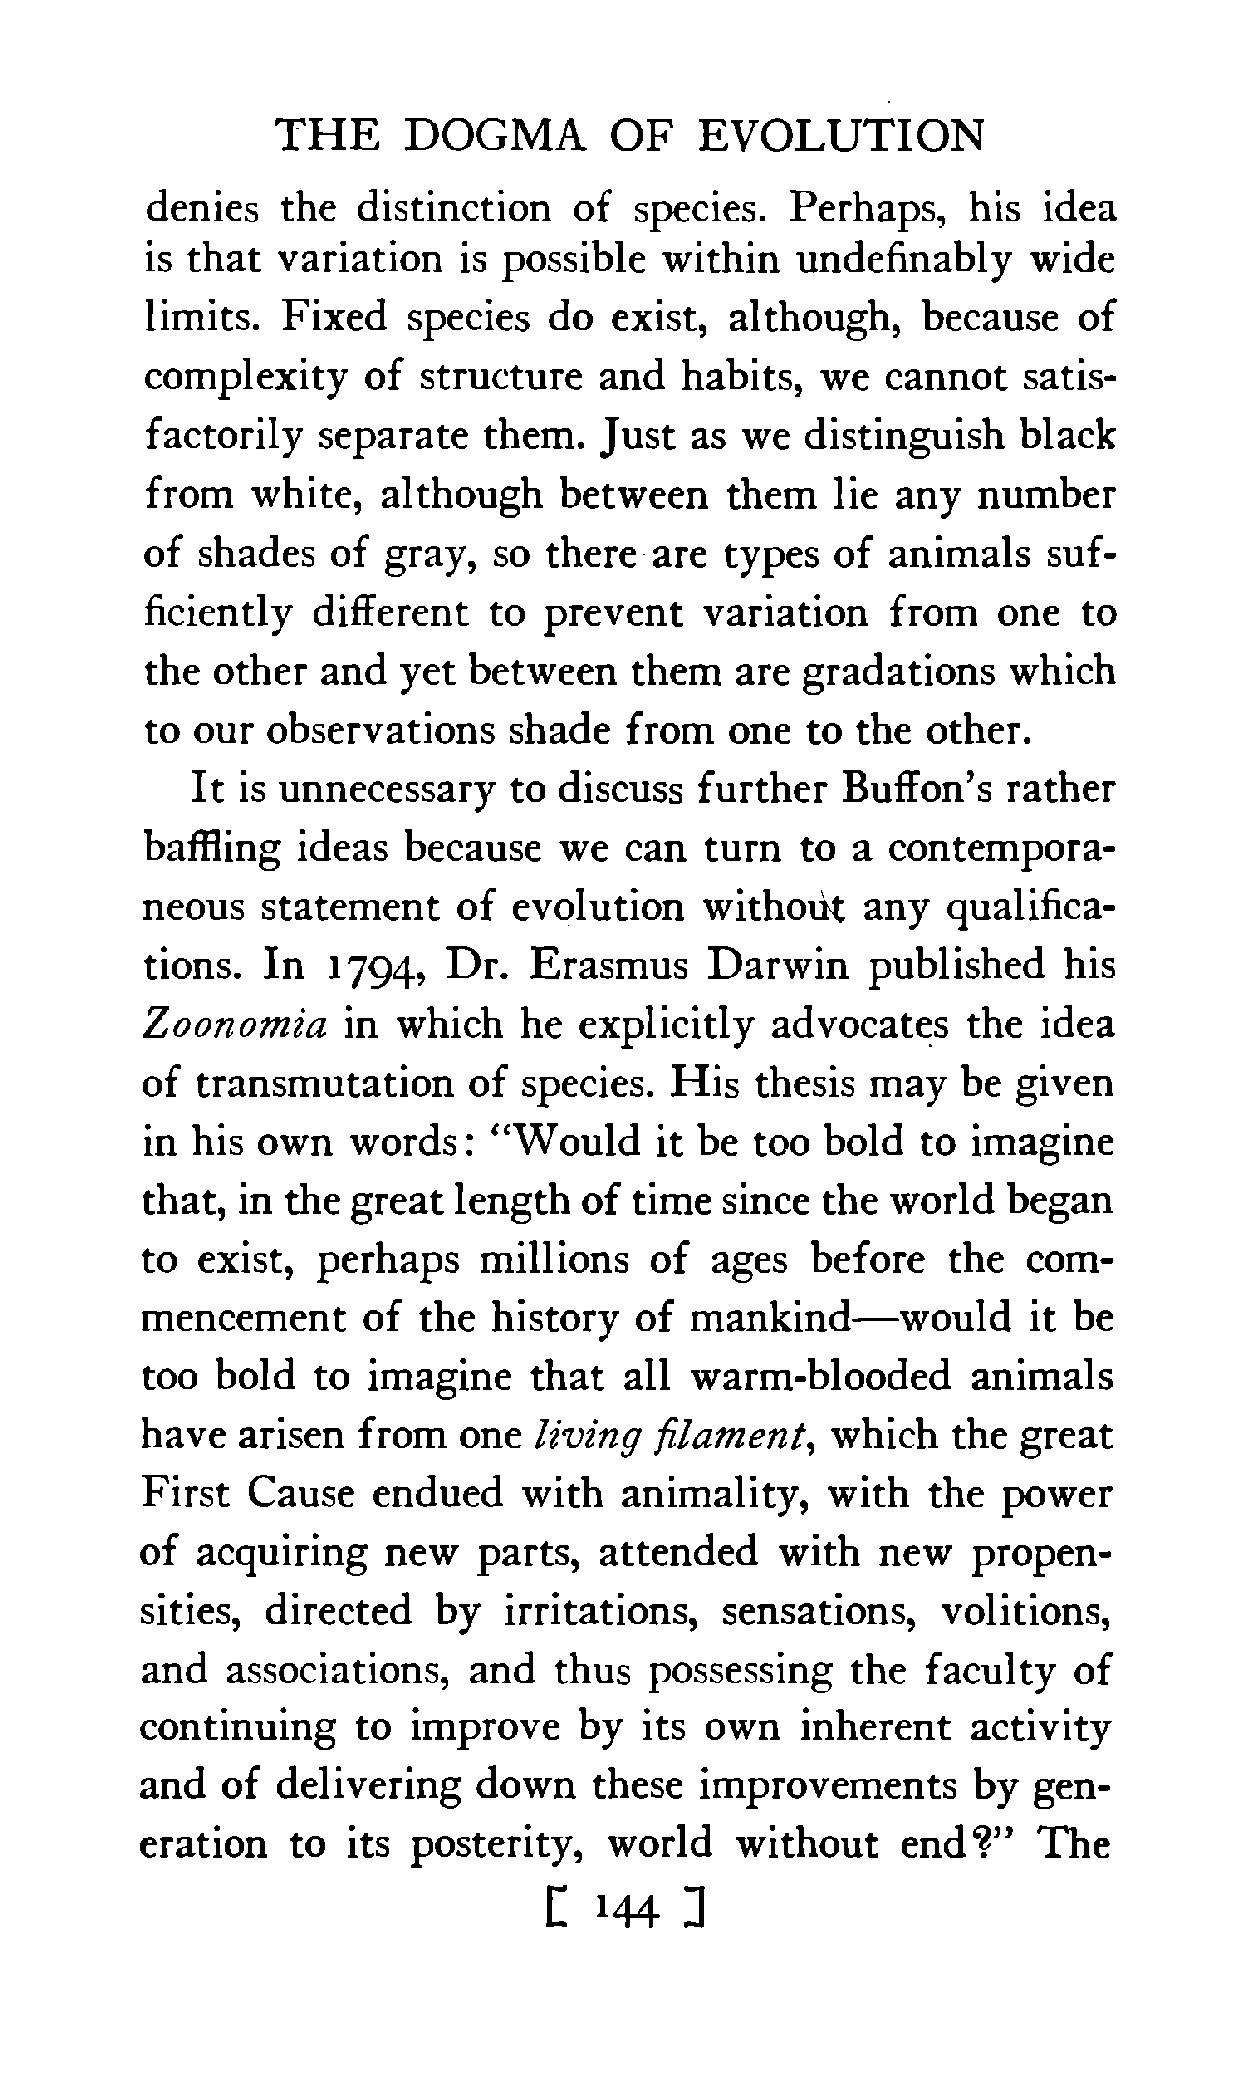 THE DOGMA OF EVOLUTION
denies the distinction of species. Perhaps, his idea
is that variation is possible within undefinably wide
limits. Fixed species do exist, although, because of
complexity of structure and habits, we cannot satis-
factorily separate them. Just as we distinguish black
from white, although between them lie any number
of shades of gray, so there are types of animals suf-
ficiently different to prevent variation from one to
the other and yet between them are gradations which
to our observations shade from one to the other.
It is unnecessary to discuss further Buffon's rather
baffling ideas because we can turn to a contempora-
neous statement of evolution without any qualifica-
tions. In 1794, Dr. Erasmus Darwin published his
Zoonomia in which he explicitly advocates the idea
of transmutation of species. His thesis may be given
in his own words: "Would it be too bold to imagine
that, in the great length of time since the world began
to exist, perhaps millions of ages before the com-
mencement of the history of mankind—would it be
too bold to imagine that all warm-blooded animals
have arisen from one living filament, which the great
First Cause endued with animality, with the power
of acquiring new parts, attended with new propen-
sities, directed by irritations, sensations, volitions,
and associations, and thus possessing the faculty of
continuing to improve by its own inherent activity
and of delivering down these improvements by gen-
eration to its posterity, world without end?" The
[ 144 ]